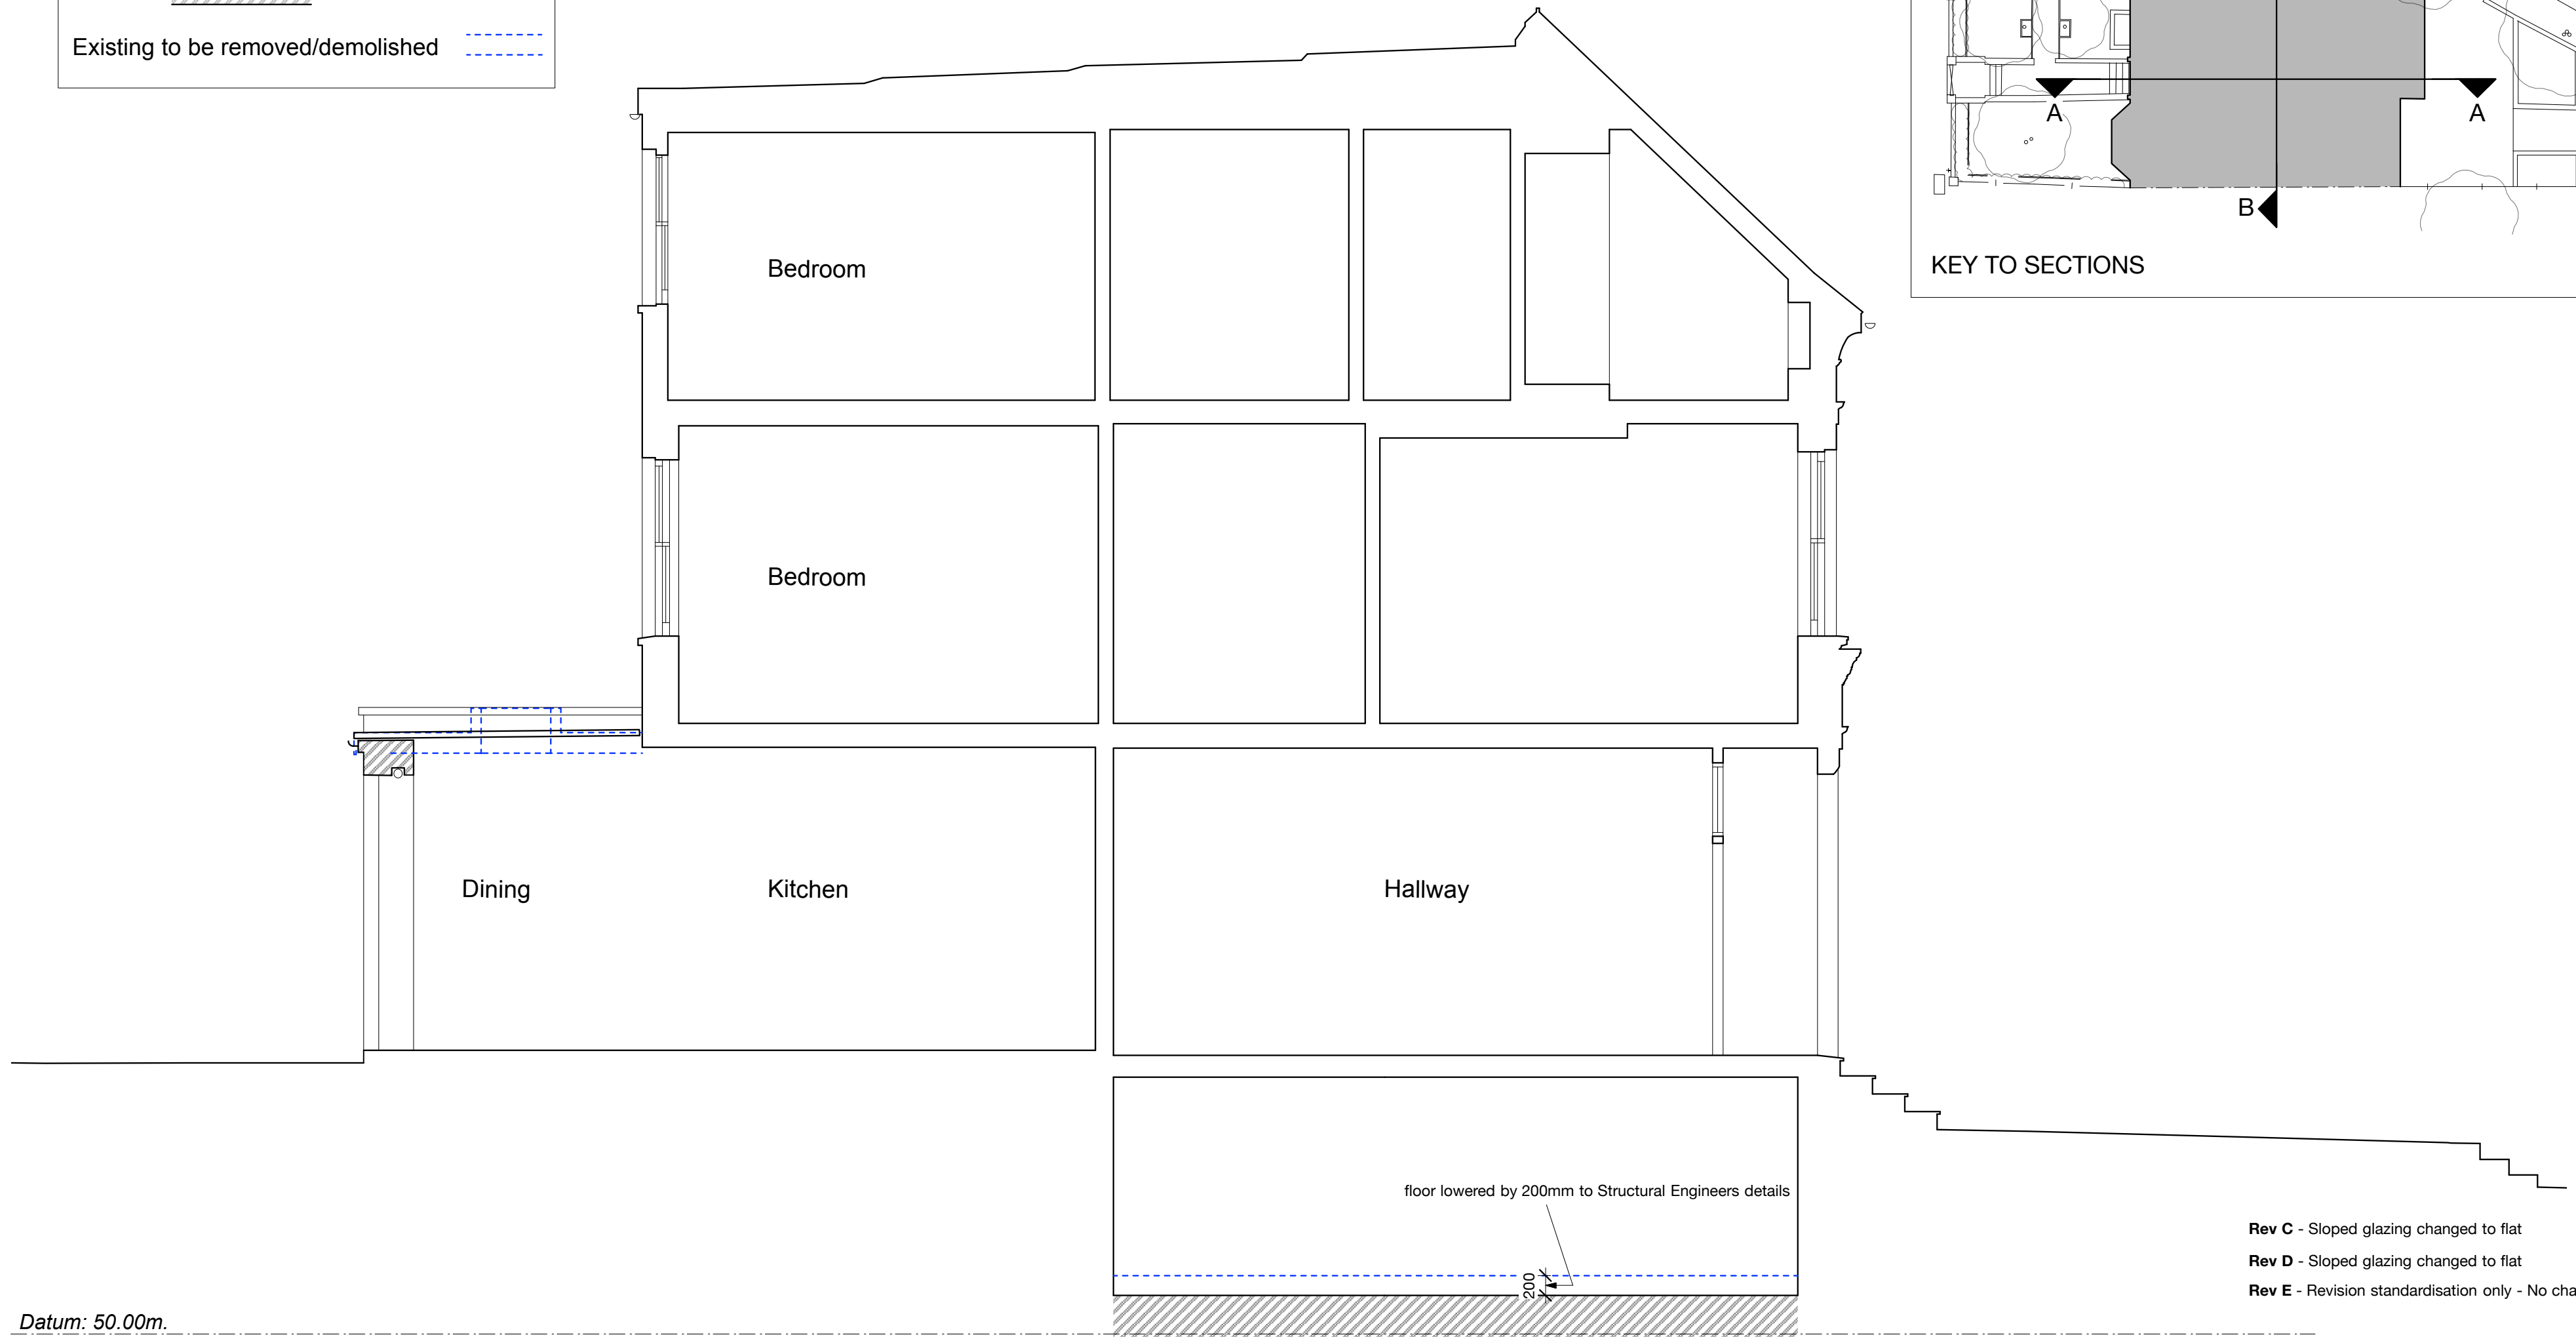 Existing to be removed/demolished
A
A
B
KEY TO SECTIONS
Bedroom
Bedroom
Dining
Kitchen
Hallway
floor lowered by 200mm to Structural Engineers details
200
Rev C - Sloped glazing changed to flat
Rev D - Sloped glazing changed to flat
Rev E - Revision standardisation only - No cha
Datum: 50.00m.